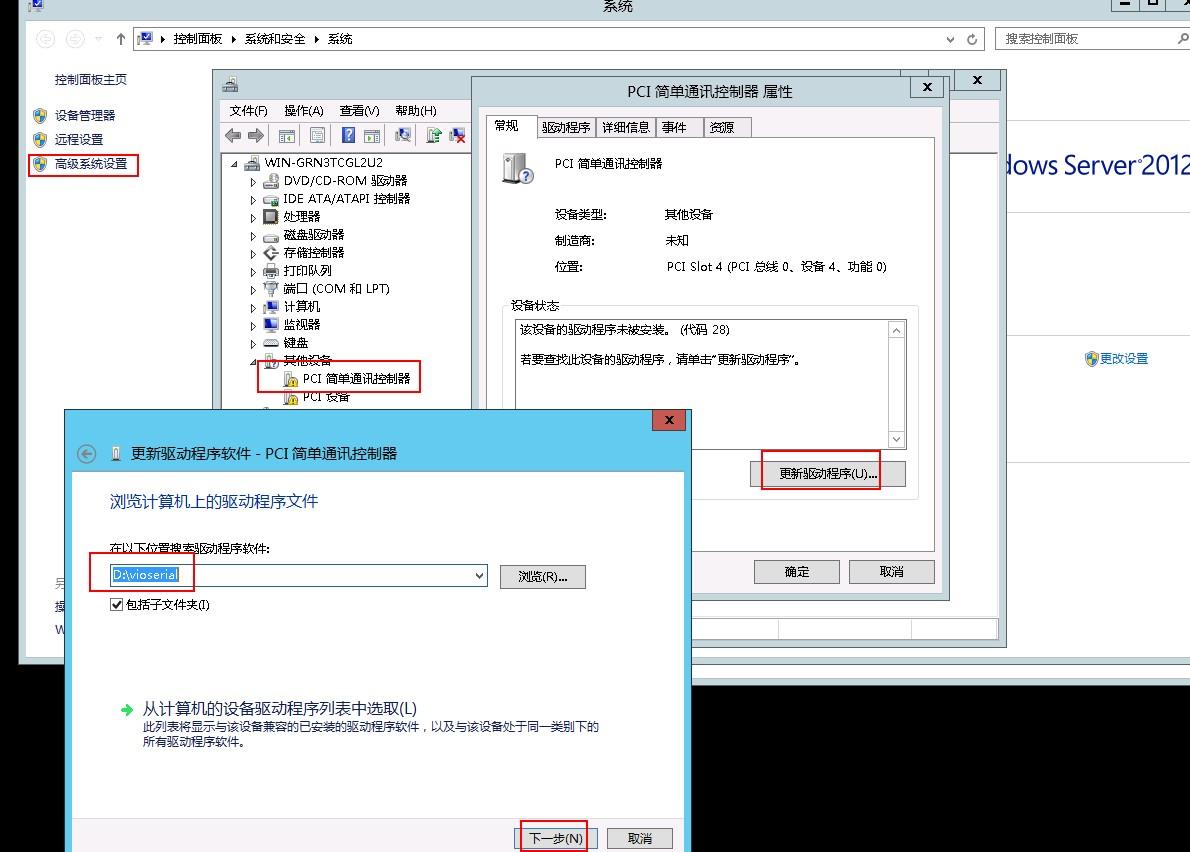 系统
控制面板 系统和安全 系统
搜索控制面板
控制面板主页
设备管理器
远程设置
高级系统设置
dows Server 2012
更改设置
文件(F) 操作(A) 查看(V) 帮助(H)
WIN-GRN3TCGL2U2
DVD/CD-ROM 驱动器
IDE ATA/ATAPI 控制器
处理器
磁盘驱动器
存储控制器
打印队列
端口 (COM 和 LPT)
计算机
监视器
键盘
其他设备
PCI 简单通讯控制器
PCI 设备
PCI 简单通讯控制器 属性
常规 驱动程序 详细信息 事件 资源
PCI 简单通讯控制器
设备类型: 其他设备
制造商: 未知
位置: PCI Slot 4 (PCI 总线 0、设备 4、功能 0)
设备状态
该设备的驱动程序未被安装。 (代码 28)
若要查找此设备的驱动程序，请单击"更新驱动程序"。
更新驱动程序(U)...
确定 取消
更新驱动程序软件 - PCI 简单通讯控制器
浏览计算机上的驱动程序文件
在以下位置搜索驱动程序软件:
D:\vioserial
浏览(R)...
包括子文件夹(I)
从计算机的设备驱动程序列表中选取(L)
此列表将显示与该设备兼容的已安装的驱动程序软件，以及与该设备处于同一类别下的
所有驱动程序软件。
下一步(N) 取消